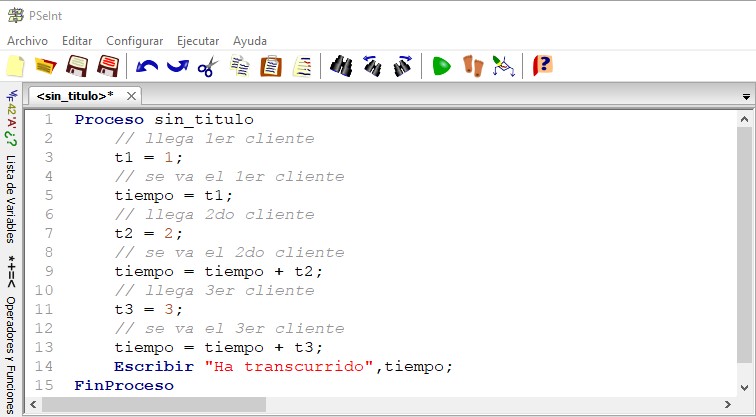 PSeInt
Archivo Editar Configurar Ejecutar Ayuda
<sin_titulo>*
1 Proceso sin_titulo
2 // llega 1er cliente
3 t1 = 1;
4 // se va el 1er cliente
5 tiempo = t1;
6 // llega 2do cliente
7 t2 = 2;
8 // se va el 2do cliente
9 tiempo = tiempo + t2;
10 // llega 3er cliente
11 t3 = 3;
12 // se va el 3er cliente
13 tiempo = tiempo + t3;
14 Escribir "Ha transcurrido",tiempo;
15 FinProceso
42 'A' ¿? Lista de Variables
*+=< Operadores y Funciones